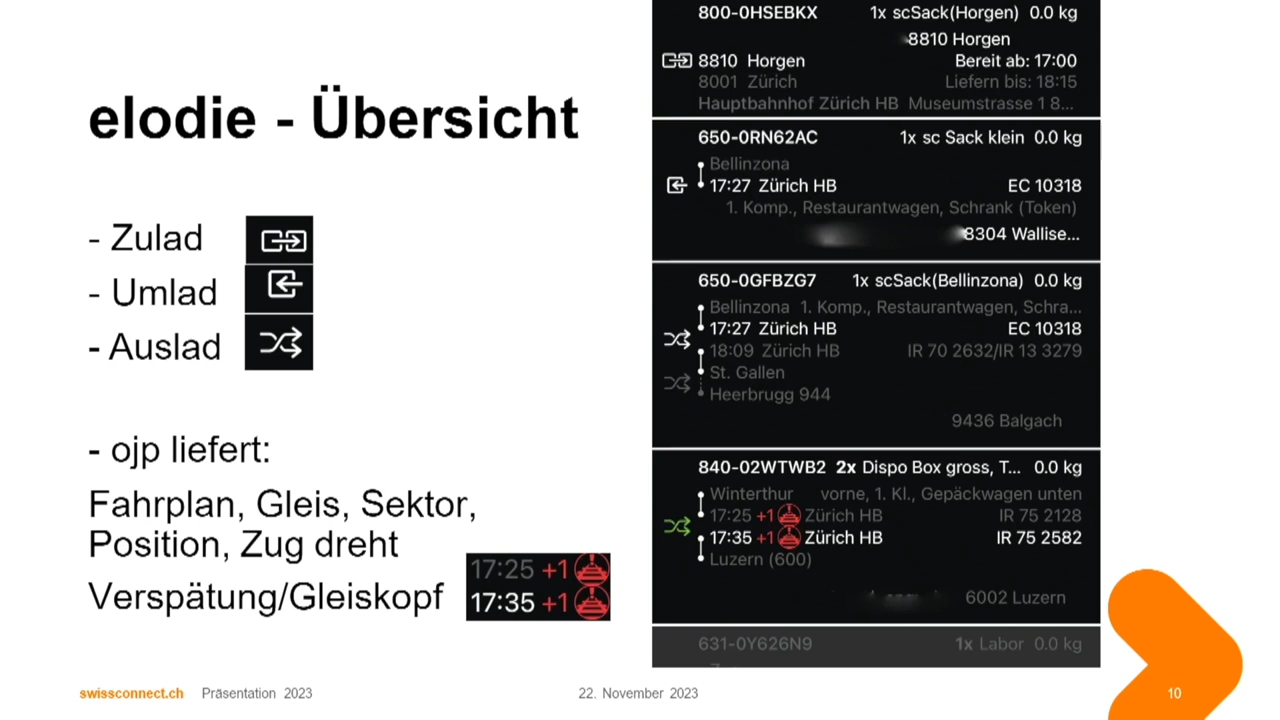 elodie - Übersicht
- Zulad
- Umlad
- Auslad
- ojp liefert:
Fahrplan, Gleis, Sektor,
Position, Zug dreht
Verspätung/Gleiskopf
17:25 +1
17:35 +1
800-0HSEBKX 1x scSack(Horgen) 0.0 kg
8810 Horgen
8810 Horgen Bereit ab: 17:00
8001 Zürich Liefern bis: 18:15
Hauptbahnhof Zürich HB Museumstrasse 1 8...
650-0RN62AC 1x sc Sack klein 0.0 kg
Bellinzona
17:27 Zürich HB EC 10318
1. Komp., Restaurantwagen, Schrank (Token)
8304 Wallise...
650-0GFBZG7 1x scSack(Bellinzona) 0.0 kg
Bellinzona 1. Komp., Restaurantwagen, Schra...
17:27 Zürich HB EC 10318
18:09 Zürich HB IR 70 2632/IR 13 3279
St. Gallen
Heerbrugg 944
9436 Balgach
840-02WTWB2 2x Dispo Box gross, T... 0.0 kg
Winterthur vorne, 1. Kl., Gepäckwagen unten
17:25 +1 Zürich HB IR 75 2128
17:35 +1 Zürich HB IR 75 2582
Luzern (600)
6002 Luzern
631-0Y626N9 1x Labor 0.0 kg
swissconnect.ch Präsentation 2023 22. November 2023 10